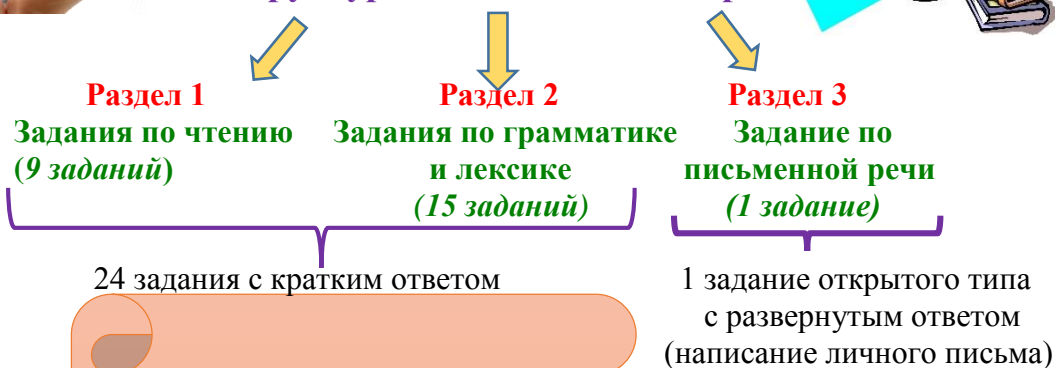 Раздел 1
Задания по чтению
(9 заданий)
Раздел 2
Задания по грамматике
и лексике
(15 заданий)
Раздел 3
Задание по
письменной речи
(1 задание)
24 задания с кратким ответом
1 задание открытого типа
с развернутым ответом
(написание личного письма)